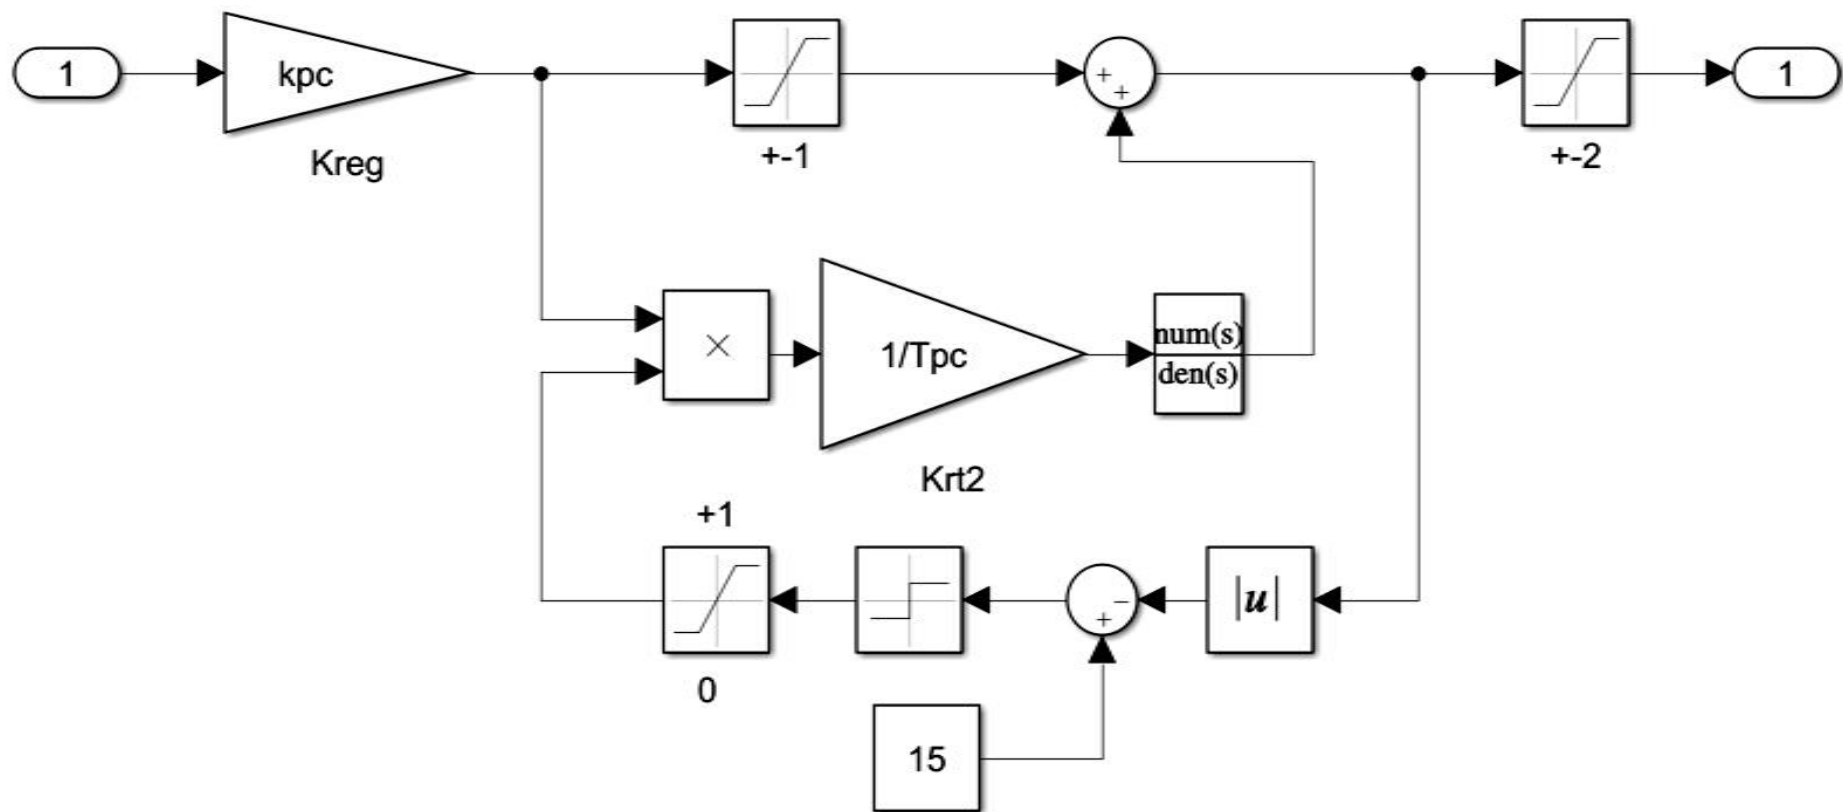 1
kpc
+
+
1
Kreg
+-1
+-2
×
1/Tpc
num(s)
den(s)
Krt2
+1
|u|
−
+
0
15